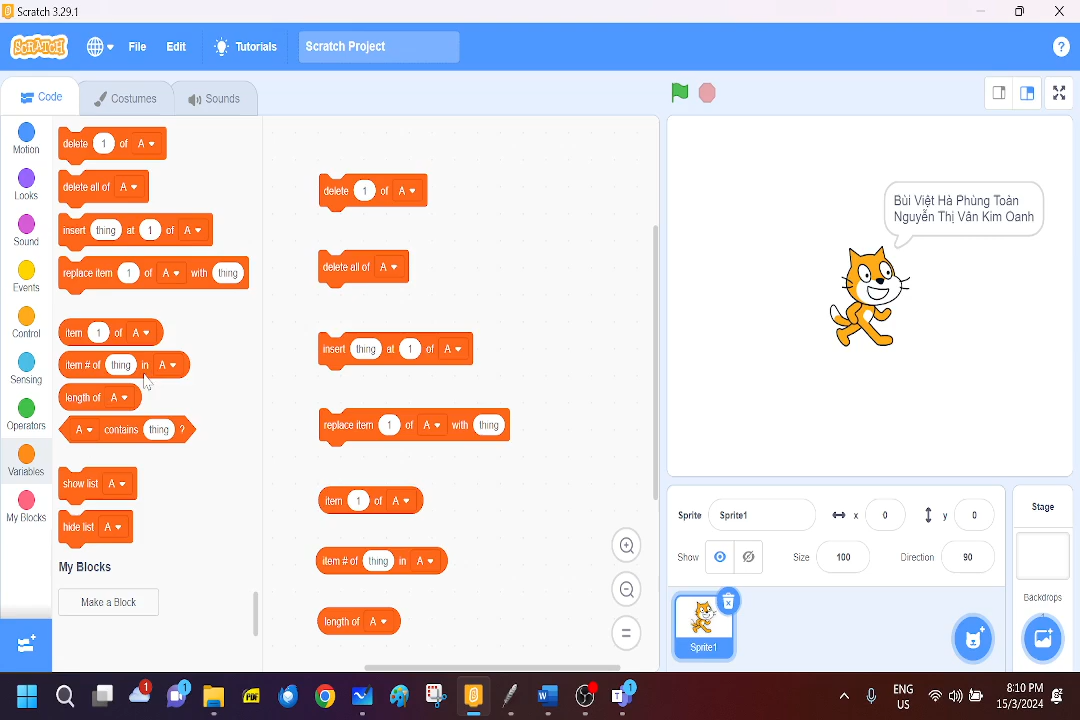 Scratch 3.29.1
SCRATCH
File
Edit
Tutorials
Scratch Project
?
Code
Costumes
Sounds
Motion
Looks
Sound
Events
Control
Sensing
Operators
Variables
My Blocks
delete 1 of A
delete all of A
insert thing at 1 of A
replace item 1 of A with thing
item 1 of A
item # of thing in A
length of A
A contains thing ?
show list A
hide list A
My Blocks
Make a Block
delete 1 of A
delete all of A
insert thing at 1 of A
replace item 1 of A with thing
item 1 of A
item # of thing in A
length of A
Bùi Việt Hà Phùng Toàn
Nguyễn Thị Vân Kim Oanh
Sprite
Sprite1
x
0
y
0
Show
Size
100
Direction
90
Sprite1
Stage
Backdrops
1
1
PDF
W
1
ENG
US
8:10 PM
15/3/2024